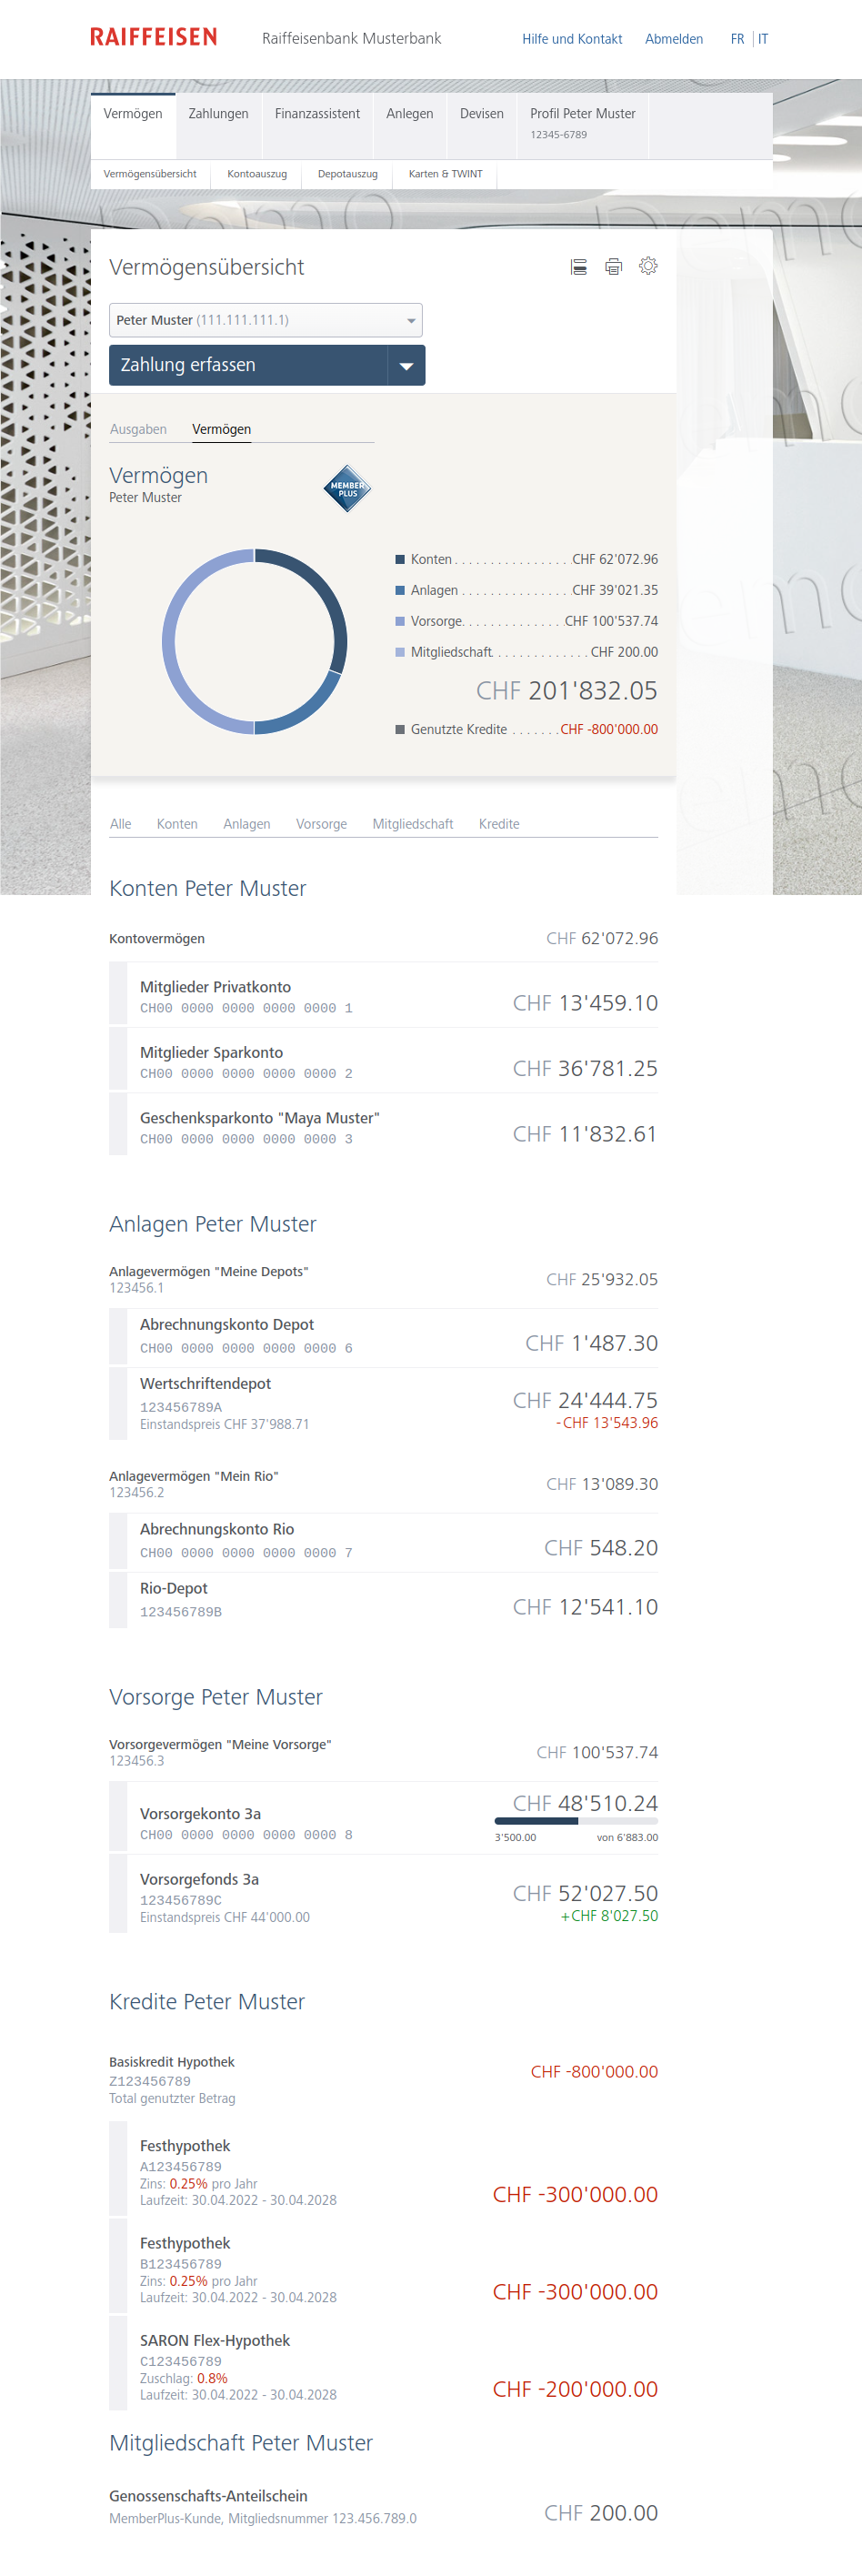 RAIFFEISEN
Raiffeisenbank Musterbank
Hilfe und Kontakt
Abmelden
FR
IT
Vermögen
Zahlungen
Finanzassistent
Anlegen
Devisen
Profil Peter Muster
12345-6789
Vermögensübersicht
Kontoauszug
Depotauszug
Karten & TWINT
Demo
Demo
Vermögensübersicht
Peter Muster (111.111.111.1)
Zahlung erfassen
Ausgaben
Vermögen
Vermögen
Peter Muster
MEMBER
PLUS
Konten . . . . . . . . . . . . . . . . CHF 62'072.96
Anlagen . . . . . . . . . . . . . . . CHF 39'021.35
Vorsorge. . . . . . . . . . . . . . CHF 100'537.74
Mitgliedschaft. . . . . . . . . . . . . CHF 200.00
CHF 201'832.05
Genutzte Kredite . . . . . . . CHF -800'000.00
Alle
Konten
Anlagen
Vorsorge
Mitgliedschaft
Kredite
Konten Peter Muster
Kontovermögen CHF 62'072.96
Mitglieder Privatkonto
CH00 0000 0000 0000 0000 1
CHF 13'459.10
Mitglieder Sparkonto
CH00 0000 0000 0000 0000 2
CHF 36'781.25
Geschenksparkonto "Maya Muster"
CH00 0000 0000 0000 0000 3
CHF 11'832.61
Anlagen Peter Muster
Anlagevermögen "Meine Depots"
123456.1
CHF 25'932.05
Abrechnungskonto Depot
CH00 0000 0000 0000 0000 6
CHF 1'487.30
Wertschriftendepot
123456789A
Einstandspreis CHF 37'988.71
CHF 24'444.75
-CHF 13'543.96
Anlagevermögen "Mein Rio"
123456.2
CHF 13'089.30
Abrechnungskonto Rio
CH00 0000 0000 0000 0000 7
CHF 548.20
Rio-Depot
123456789B
CHF 12'541.10
Vorsorge Peter Muster
Vorsorgevermögen "Meine Vorsorge"
123456.3
CHF 100'537.74
Vorsorgekonto 3a
CH00 0000 0000 0000 0000 8
CHF 48'510.24
3'500.00
von 6'883.00
Vorsorgefonds 3a
123456789C
Einstandspreis CHF 44'000.00
CHF 52'027.50
+CHF 8'027.50
Kredite Peter Muster
Basiskredit Hypothek
Z123456789
Total genutzter Betrag
CHF -800'000.00
Festhypothek
A123456789
Zins: 0.25% pro Jahr
Laufzeit: 30.04.2022 - 30.04.2028
CHF -300'000.00
Festhypothek
B123456789
Zins: 0.25% pro Jahr
Laufzeit: 30.04.2022 - 30.04.2028
CHF -300'000.00
SARON Flex-Hypothek
C123456789
Zuschlag: 0.8%
Laufzeit: 30.04.2022 - 30.04.2028
CHF -200'000.00
Mitgliedschaft Peter Muster
Genossenschafts-Anteilschein
MemberPlus-Kunde, Mitgliedsnummer 123.456.789.0
CHF 200.00